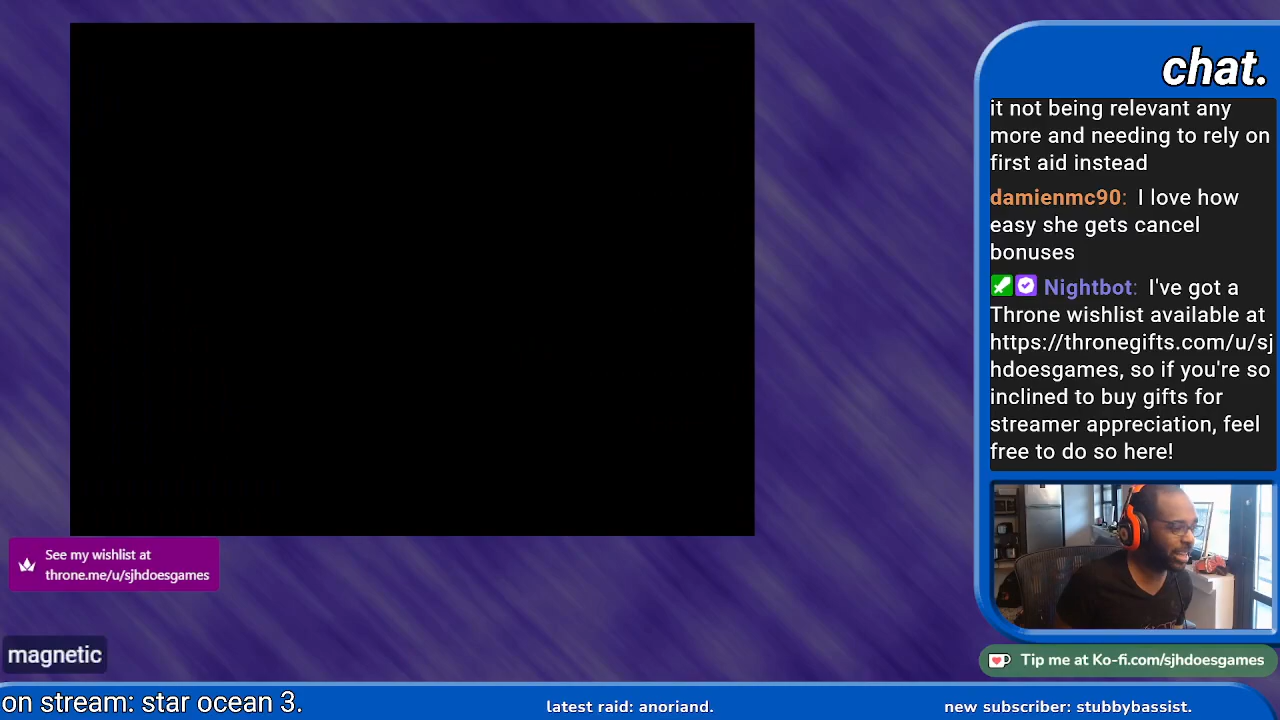 chat.
it not being relevant any
more and needing to rely on
first aid instead
damienmc90: I love how
easy she gets cancel
bonuses
Nightbot: I've got a
Throne wishlist available at
https://thronegifts.com/u/sj
hdoesgames, so if you're so
inclined to buy gifts for
streamer appreciation, feel
free to do so here!
See my wishlist at
throne.me/u/sjhdoesgames
magnetic
Tip me at Ko-fi.com/sjhdoesgames
on stream: star ocean 3.
latest raid: anoriand.
new subscriber: stubbybassist.